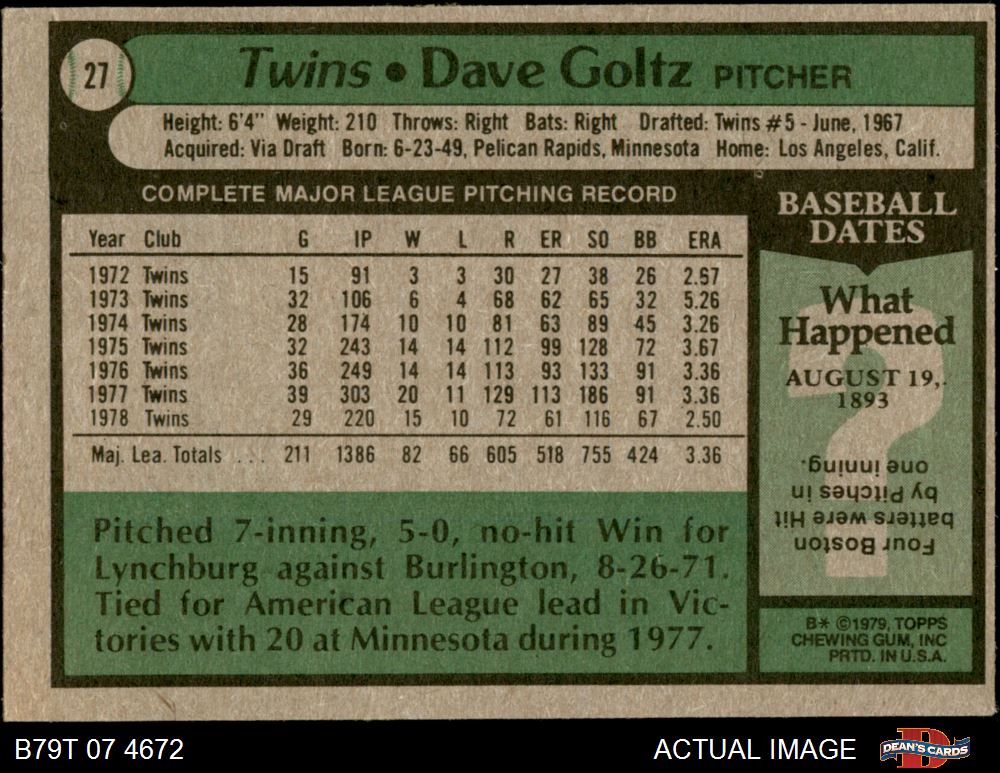 27
Twins • Dave Goltz PITCHER
Height: 6'4" Weight: 210 Throws: Right Bats: Right Drafted: Twins #5 - June, 1967
Acquired: Via Draft Born: 6-23-49, Pelican Rapids, Minnesota Home: Los Angeles, Calif.
COMPLETE MAJOR LEAGUE PITCHING RECORD
Year Club G IP W L R ER SO BB ERA
1972 Twins 15 91 3 3 30 27 38 26 2.67
1973 Twins 32 106 6 4 68 62 65 32 5.26
1974 Twins 28 174 10 10 81 63 89 45 3.26
1975 Twins 32 243 14 14 112 99 128 72 3.67
1976 Twins 36 249 14 14 113 93 133 91 3.36
1977 Twins 39 303 20 11 129 113 186 91 3.36
1978 Twins 29 220 15 10 72 61 116 67 2.50
Maj. Lea. Totals ... 211 1386 82 66 605 518 755 424 3.36
Pitched 7-inning, 5-0, no-hit Win for
Lynchburg against Burlington, 8-26-71.
Tied for American League lead in Vic-
tories with 20 at Minnesota during 1977.
BASEBALL
DATES
What
Happened
AUGUST 19,
1893
?
Four Boston
batters were Hit
by Pitches in
one inning.
B* ©1979, TOPPS
CHEWING GUM, INC
PRTD. IN U.S.A.
B79T 07 4672
ACTUAL IMAGE
DEAN'S CARDS